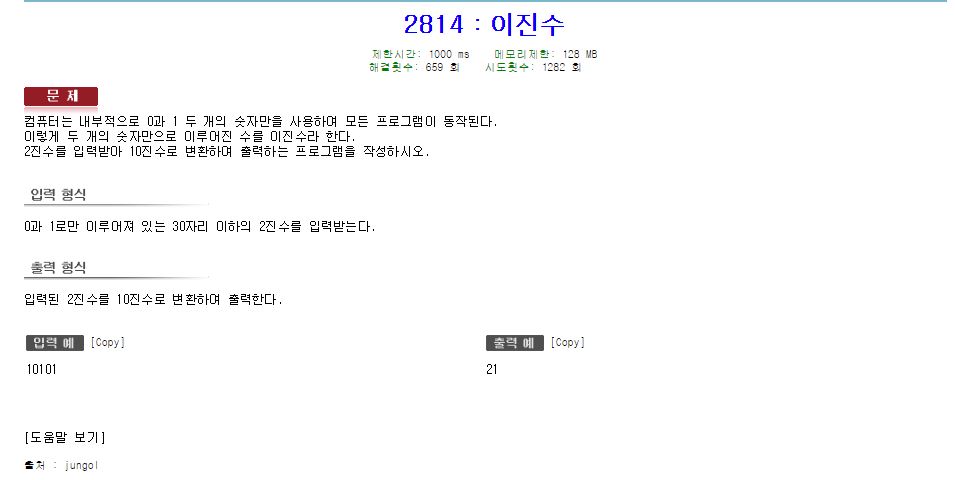 2814 : 이진수
제한시간: 1000 ms 메모리제한: 128 MB
해결횟수: 659 회 시도횟수: 1282 회
문 제
컴퓨터는 내부적으로 0과 1 두 개의 숫자만을 사용하여 모든 프로그램이 동작된다.
이렇게 두 개의 숫자만으로 이루어진 수를 이진수라 한다.
2진수를 입력받아 10진수로 변환하여 출력하는 프로그램을 작성하시오.
입력 형식
0과 1로만 이루어져 있는 30자리 이하의 2진수를 입력받는다.
출력 형식
입력된 2진수를 10진수로 변환하여 출력한다.
입력 예 [Copy] 출력 예 [Copy]
10101 21
[도움말 보기]
출처 : jungol